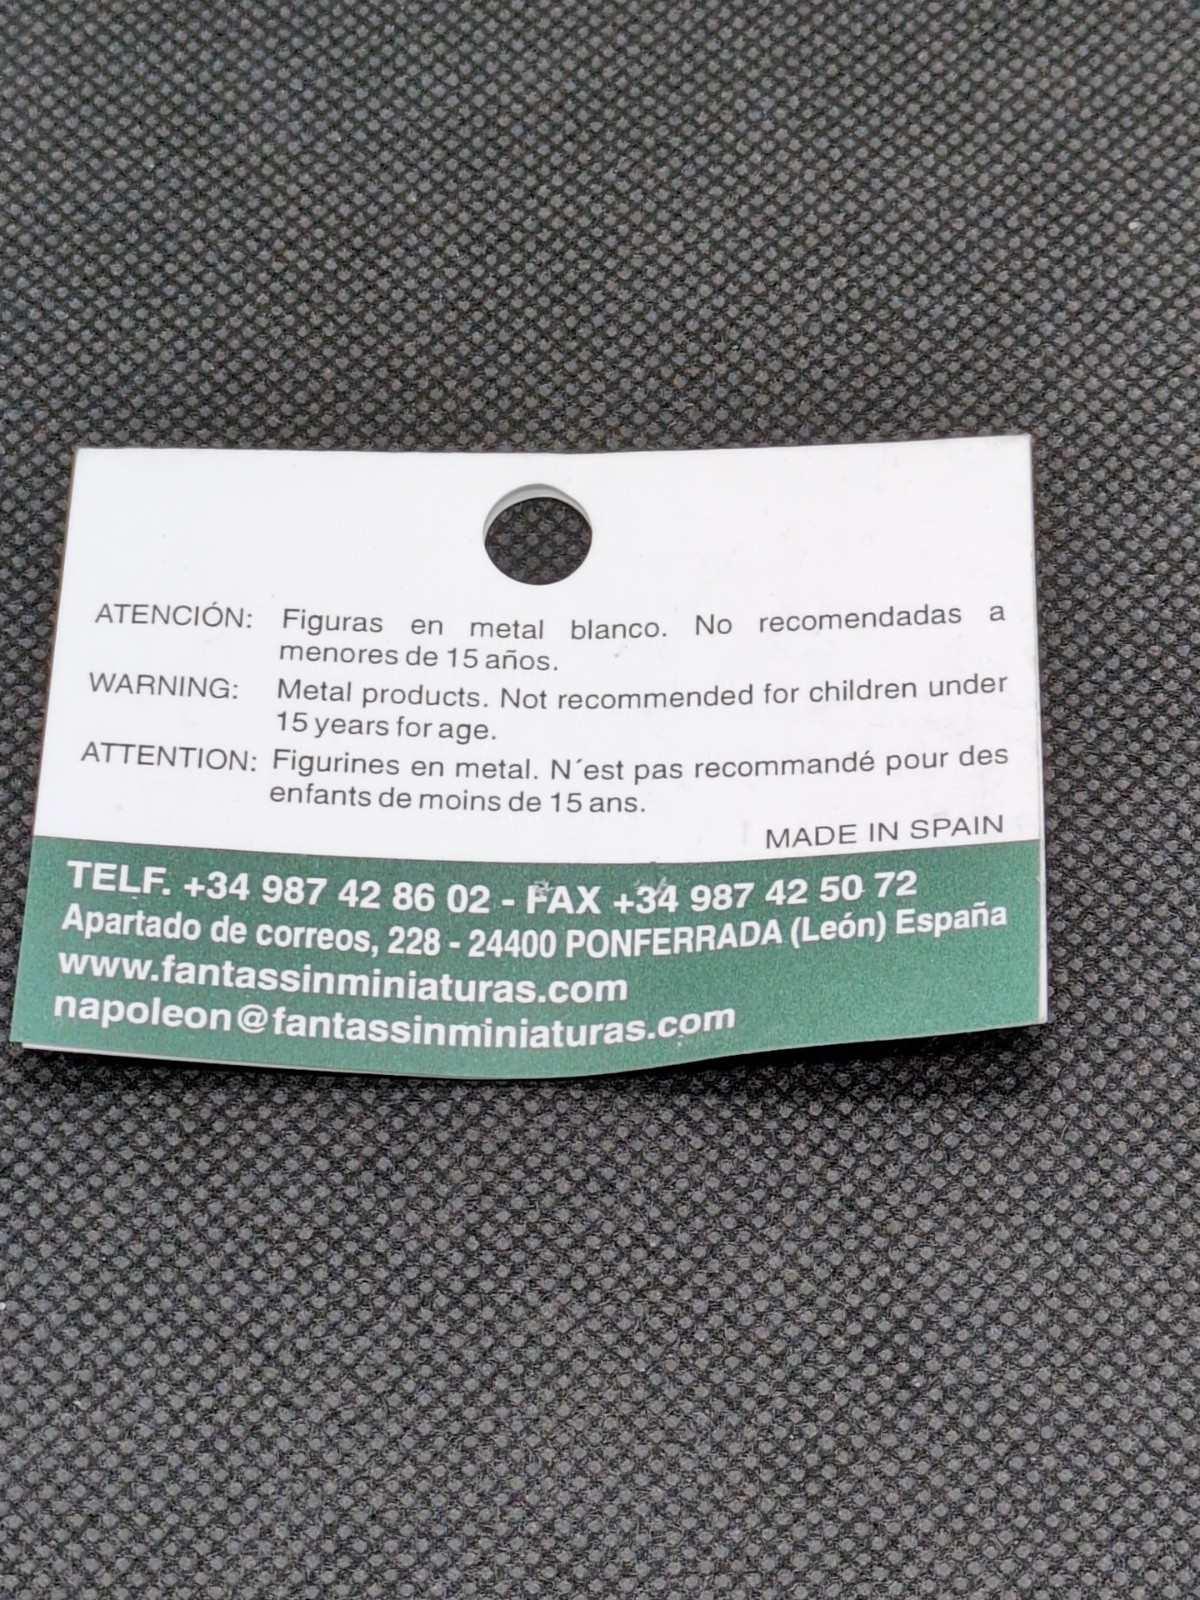 ATENCIÓN: Figuras en metal blanco. No recomendadas a
menores de 15 años.
WARNING: Metal products. Not recommended for children under
15 years for age.
ATTENTION: Figurines en metal. N´est pas recommandé pour des
enfants de moins de 15 ans.
MADE IN SPAIN
TELF. +34 987 42 86 02 - FAX +34 987 42 50 72
Apartado de correos, 228 - 24400 PONFERRADA (León) España
www.fantassinminiaturas.com
napoleon@fantassinminiaturas.com